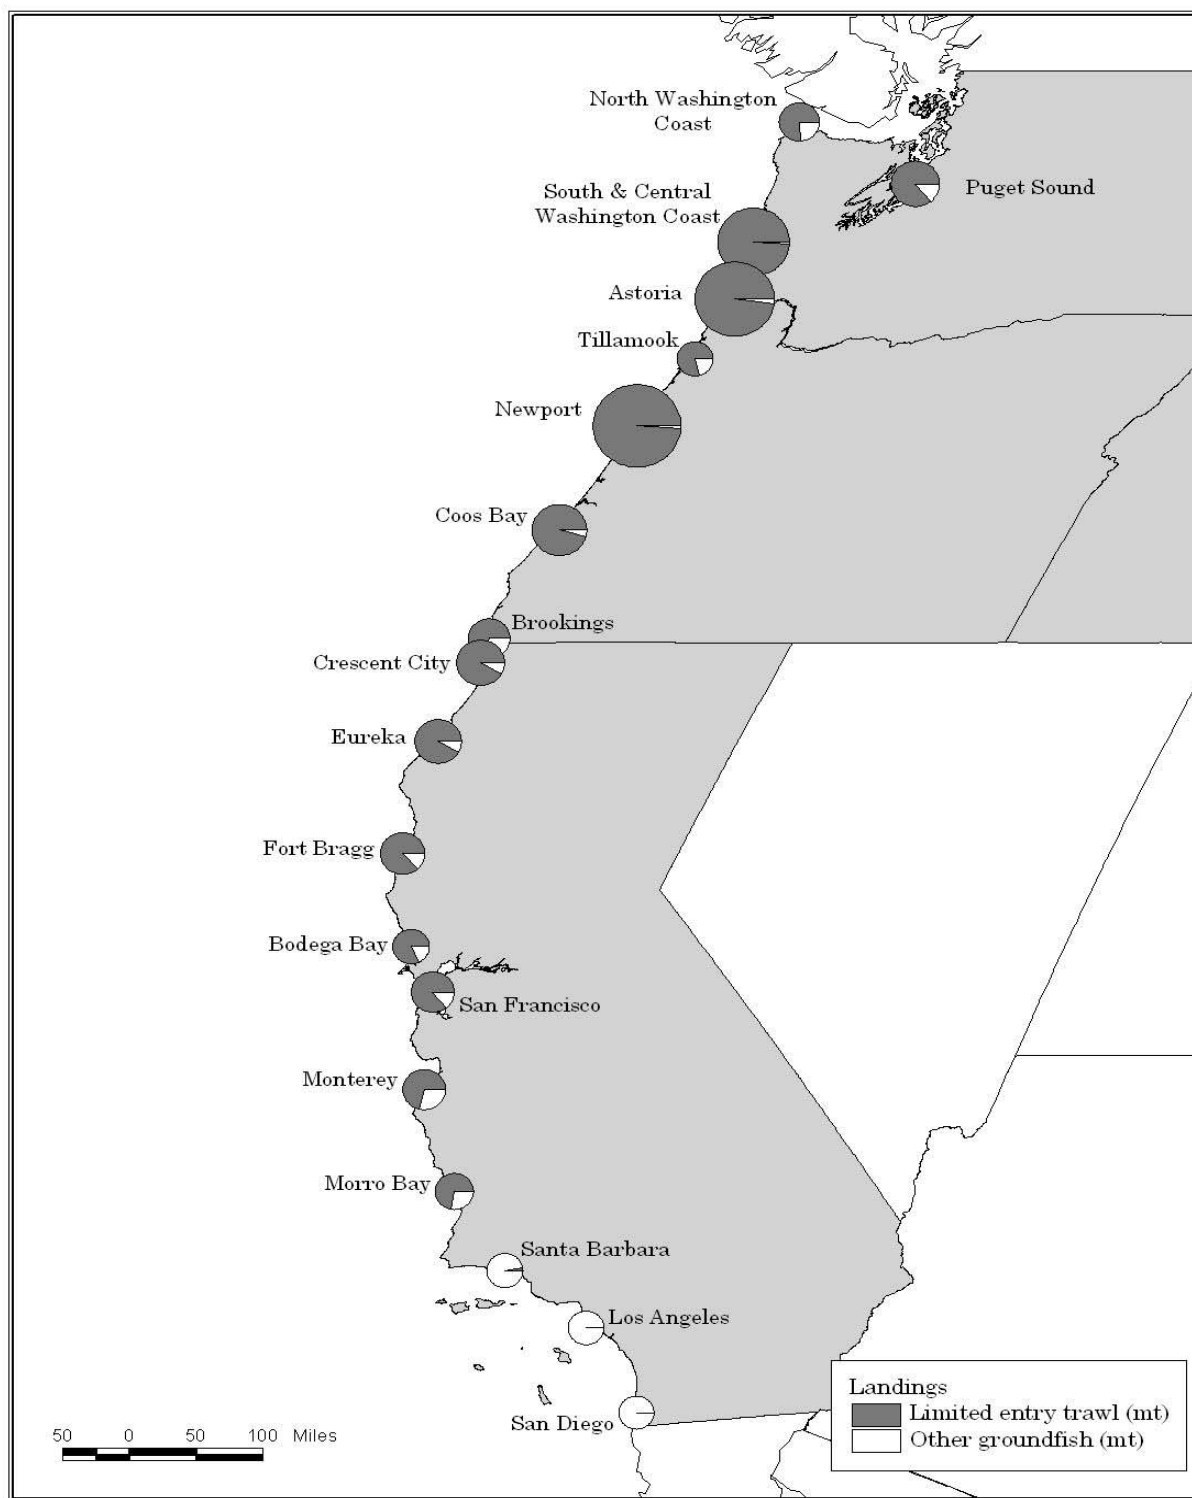 North Washington
Coast
Puget Sound
South & Central
Washington Coast
Astoria
Tillamook
Newport
Coos Bay
Brookings
Crescent City
Eureka
Fort Bragg
Bodega Bay
San Francisco
Monterey
Morro Bay
Santa Barbara
Los Angeles
San Diego
Landings
Limited entry trawl (mt)
Other groundfish (mt)
50 0 50 100 Miles